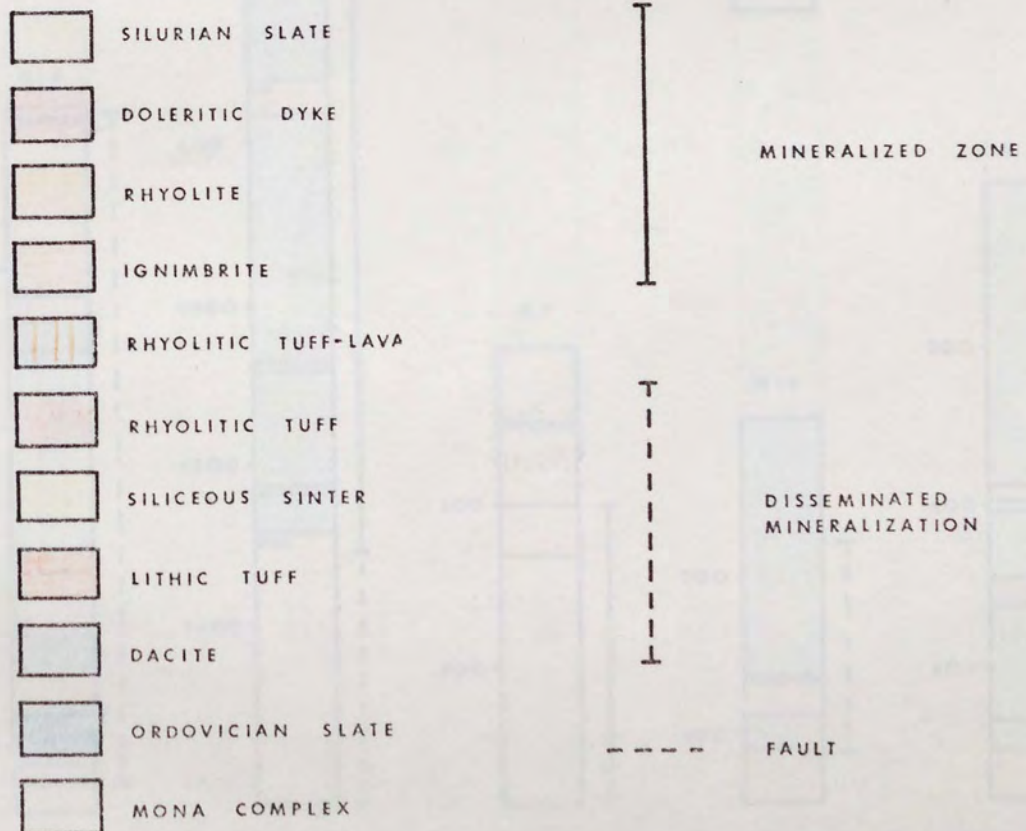 SILURIAN SLATE
DOLERITIC DYKE
RHYOLITE
IGNIMBRITE
RHYOLITIC TUFF-LAVA
RHYOLITIC TUFF
SILICEOUS SINTER
LITHIC TUFF
DACITE
ORDOVICIAN SLATE
MONA COMPLEX
MINERALIZED ZONE
DISSEMINATED
MINERALIZATION
FAULT